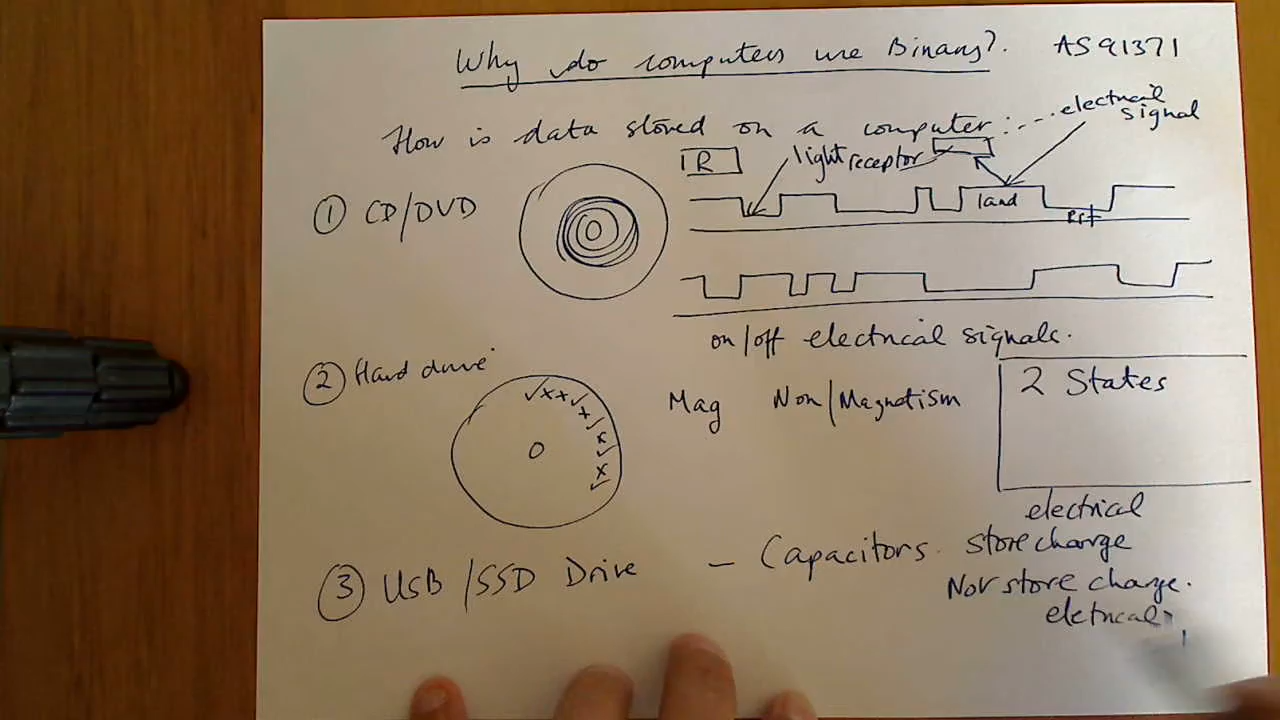 Why do computers use Binary?. AS91371
How is data stored on a computer :
electrical
signal
IR
light receptor
① CD/DVD
land
Pit
on/off electrical signals.
② Hard drive
Mag Non/Magnetism
2 States
electrical
③ USB/SSD Drive – Capacitors. store charge
Not store charge.
eletrical